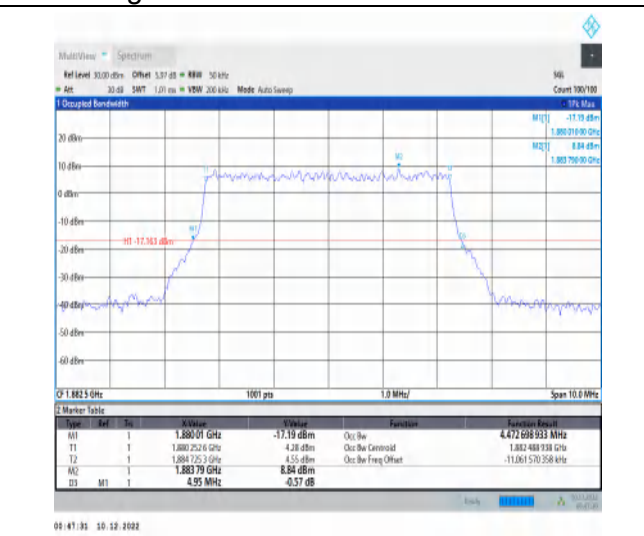 MultiView Spectrum
Ref Level 30.00 dBm Offset 5.37 dB RBW 50 kHz SGL
Att 30 dB SWT 1.01 ms VBW 200 kHz Mode Auto Sweep Count 100/100
1 Occupied Bandwidth 1Pk Max
M1[1] -17.19 dBm
1.880 010 00 GHz
20 dBm M2[1] 8.84 dBm
1.883 790 00 GHz
M2
10 dBm
T1
0 dBm
-10 dBm
M1
H1 -17.163 dBm D3
-20 dBm
-30 dBm
-40 dBm
-50 dBm
-60 dBm
CF 1.882 5 GHz 1001 pts 1.0 MHz/ Span 10.0 MHz
2 Marker Table
Type Ref Trc X-Value Y-Value Function Function Result
M1 1 1.880 01 GHz -17.19 dBm Occ Bw 4.472 698 933 MHz
T1 1 1.880 252 6 GHz 4.28 dBm Occ Bw Centroid 1.882 488 938 GHz
T2 1 1.884 725 3 GHz 4.55 dBm Occ Bw Freq Offset -11.061 570 358 kHz
M2 1 1.883 79 GHz 8.84 dBm
D3 M1 1 4.95 MHz -0.57 dB
Ready
10.12.2022